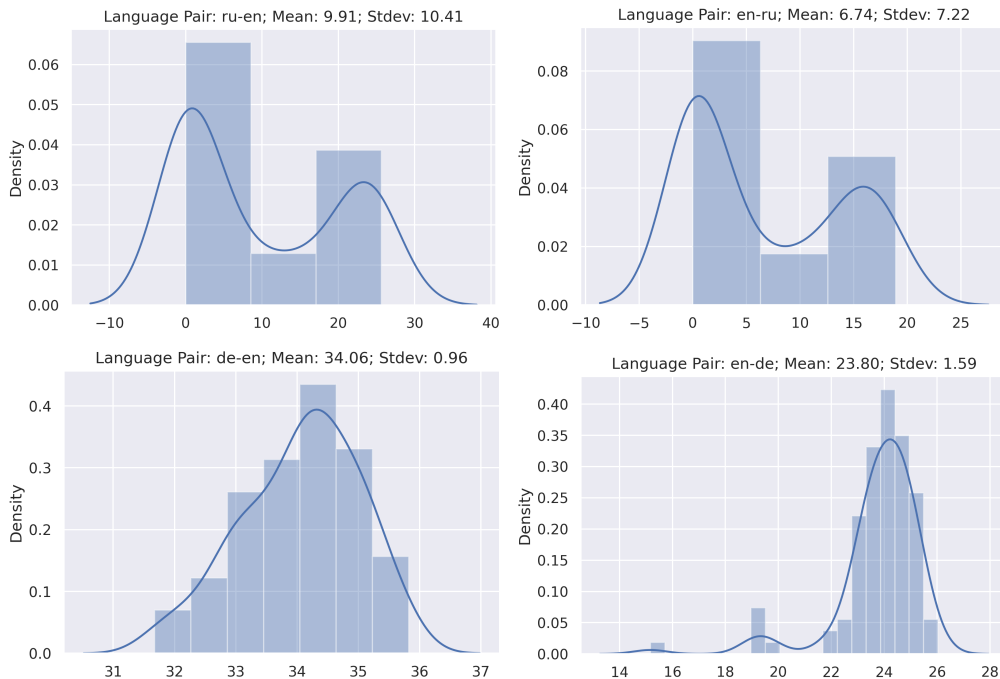 Language Pair: ru-en; Mean: 9.91; Stdev: 10.41
Density
0.06
0.05
0.04
0.03
0.02
0.01
0.00
−10 0 10 20 30 40
Language Pair: en-ru; Mean: 6.74; Stdev: 7.22
Density
0.08
0.06
0.04
0.02
0.00
−10 −5 0 5 10 15 20 25
Language Pair: de-en; Mean: 34.06; Stdev: 0.96
Density
0.4
0.3
0.2
0.1
0.0
31 32 33 34 35 36 37
Language Pair: en-de; Mean: 23.80; Stdev: 1.59
Density
0.40
0.35
0.30
0.25
0.20
0.15
0.10
0.05
0.00
14 16 18 20 22 24 26 28